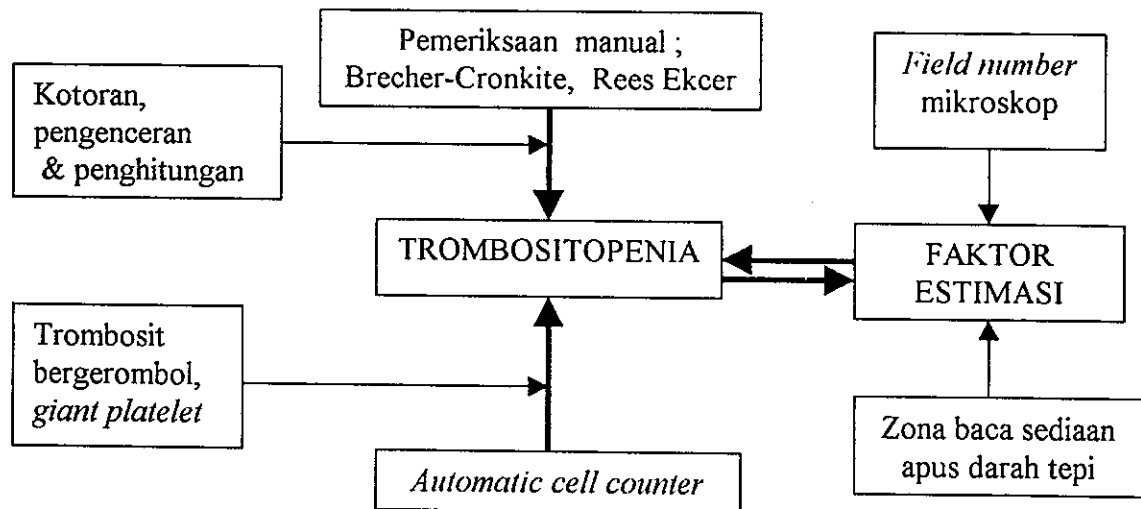 Pemeriksaan manual ;
Brecher-Cronkite, Rees Ekcer
Field number
mikroskop
Kotoran,
pengenceran
& penghitungan
TROMBOSITOPENIA
FAKTOR
ESTIMASI
Trombosit
bergerombol,
giant platelet
Zona baca sediaan
apus darah tepi
Automatic cell counter